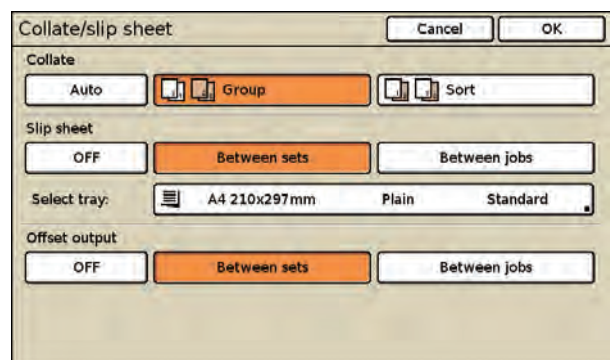 Collate/slip sheet Cancel OK
Collate
Auto Group Sort
Slip sheet
OFF Between sets Between jobs
Select tray: A4 210x297mm Plain Standard
Offset output
OFF Between sets Between jobs